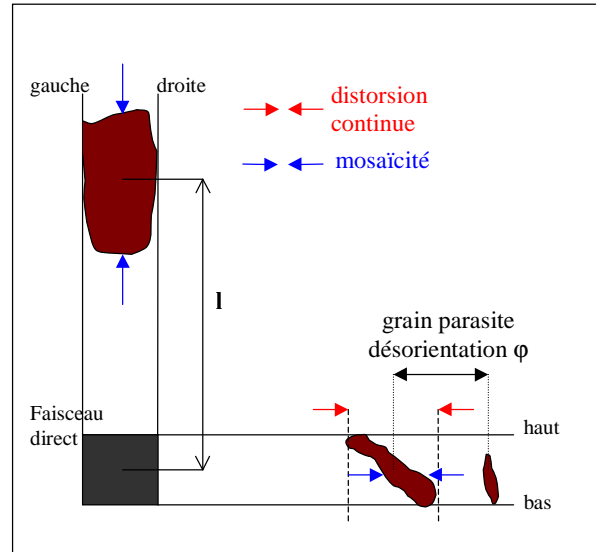 gauche
droite
distorsion
continue
mosaïcité
l
grain parasite
désorientation φ
Faisceau
direct
haut
bas